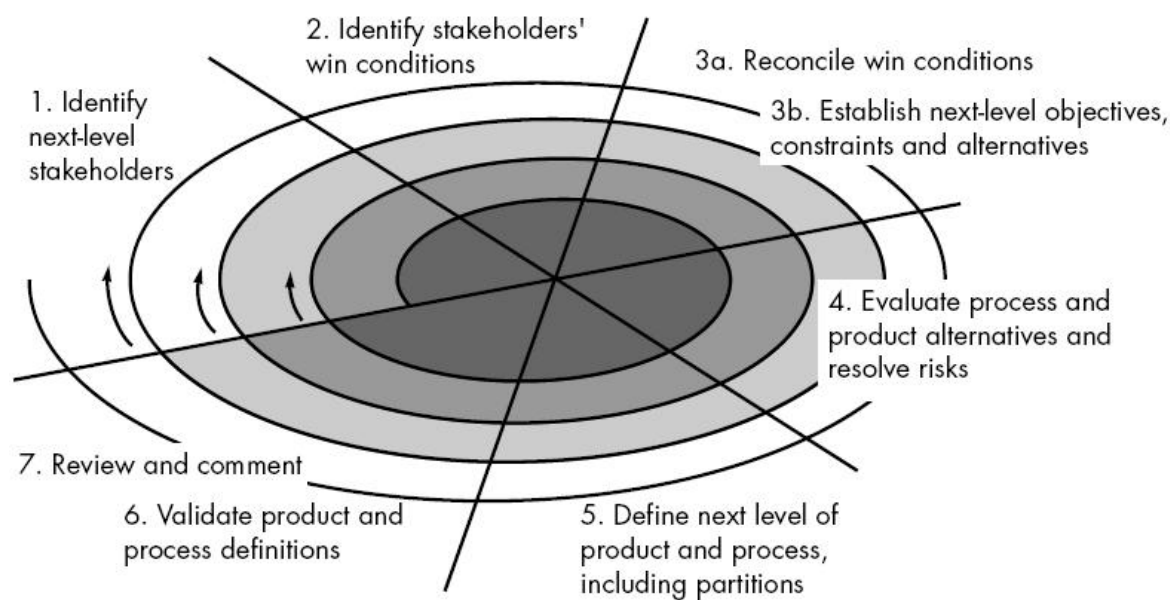 1. Identify
next-level
stakeholders
2. Identify stakeholders'
win conditions
3a. Reconcile win conditions
3b. Establish next-level objectives,
constraints and alternatives
4. Evaluate process and
product alternatives and
resolve risks
5. Define next level of
product and process,
including partitions
6. Validate product and
process definitions
7. Review and comment